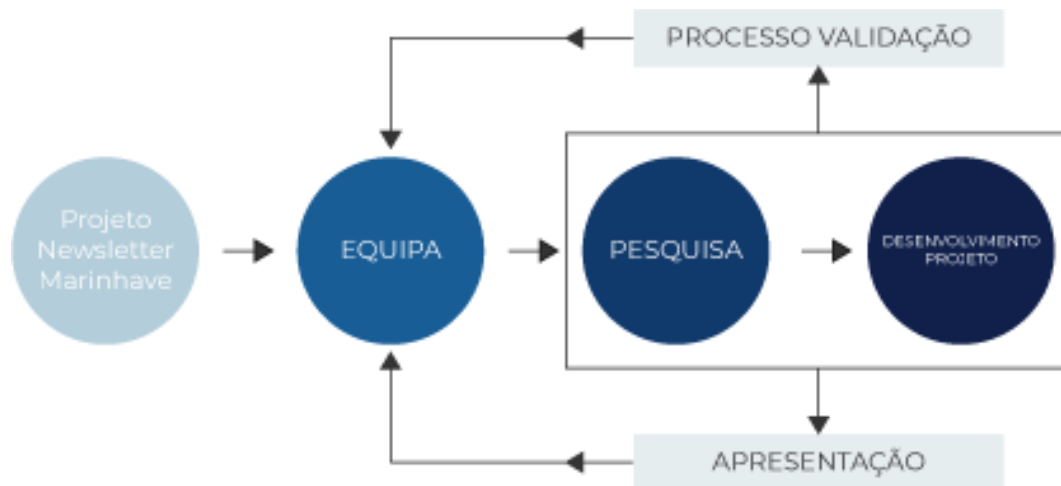 PROCESSO VALIDAÇÃO
Projeto
Newsletter
Marinhave
EQUIPA
PESQUISA
DESENVOLVIMENTO
PROJETO
APRESENTAÇÃO